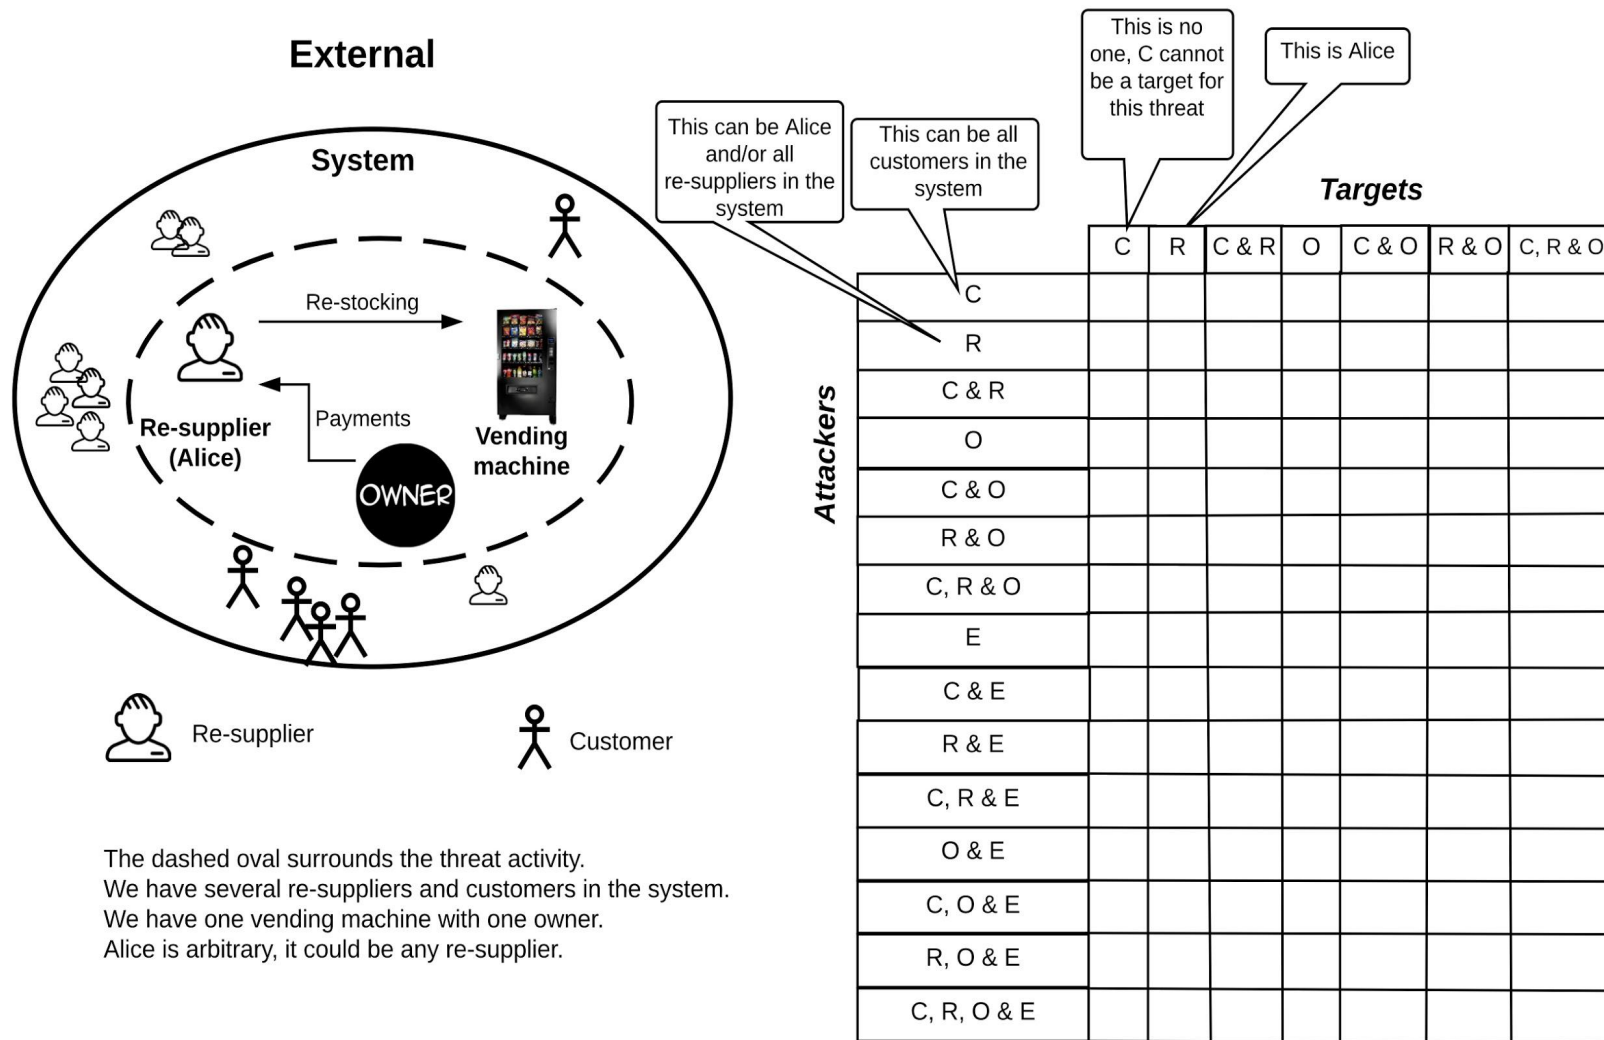 External
System
Re-stocking
Payments
Re-supplier
(Alice)
Vending
machine
OWNER
Re-supplier
Customer
The dashed oval surrounds the threat activity.
We have several re-suppliers and customers in the system.
We have one vending machine with one owner.
Alice is arbitrary, it could be any re-supplier.
This can be Alice
and/or all
re-suppliers in the
system
This can be all
customers in the
system
This is no
one, C cannot
be a target for
this threat
This is Alice
Targets
C R C & R O C & O R & O C, R & O
Attackers
C
R
C & R
O
C & O
R & O
C, R & O
E
C & E
R & E
C, R & E
O & E
C, O & E
R, O & E
C, R, O & E